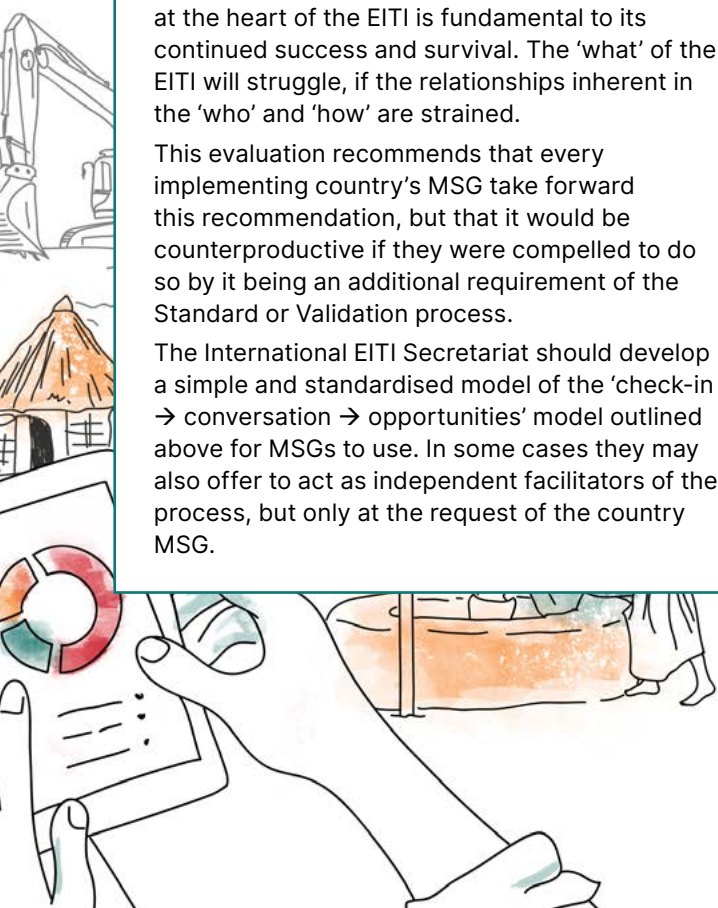 at the heart of the EITI is fundamental to its
continued success and survival. The ‘what’ of the
EITI will struggle, if the relationships inherent in
the ‘who’ and ‘how’ are strained.
This evaluation recommends that every
implementing country’s MSG take forward
this recommendation, but that it would be
counterproductive if they were compelled to do
so by it being an additional requirement of the
Standard or Validation process.
The International EITI Secretariat should develop
a simple and standardised model of the ‘check-in
→ conversation → opportunities’ model outlined
above for MSGs to use. In some cases they may
also offer to act as independent facilitators of the
process, but only at the request of the country
MSG.